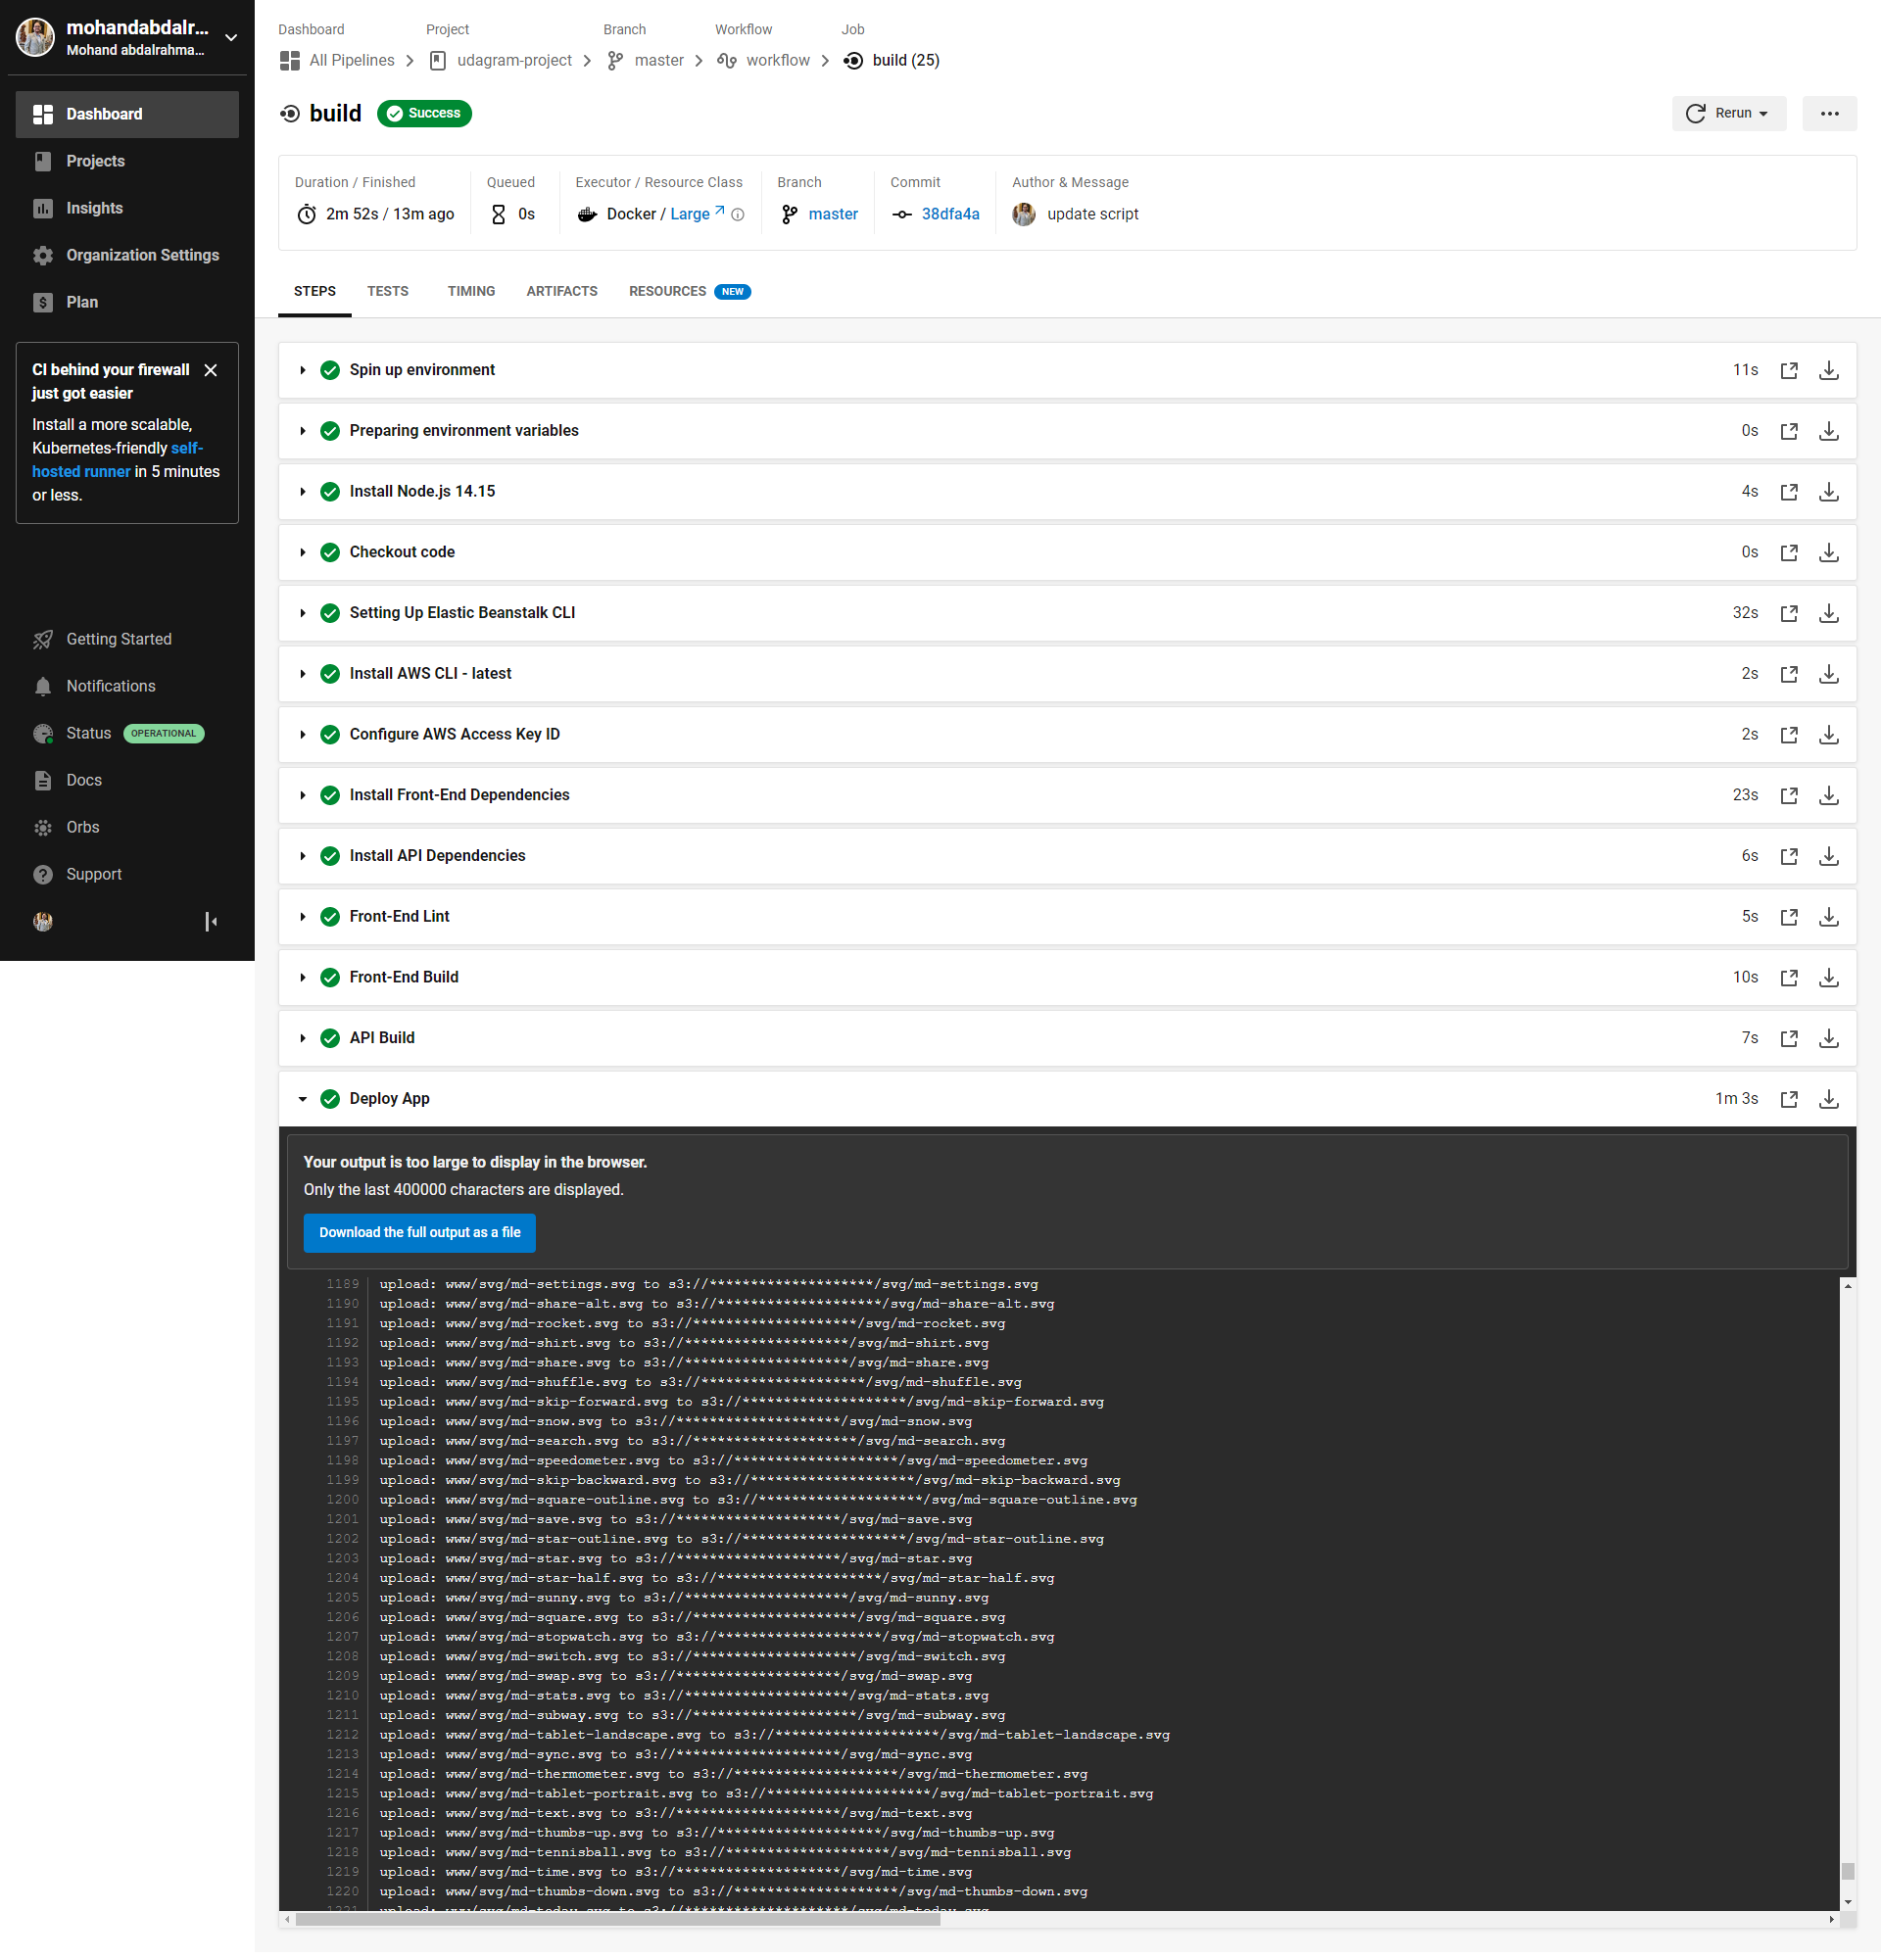 mohandabdalr...
Mohand abdalrahma...
Dashboard
Projects
Insights
Organization Settings
Plan
CI behind your firewall
just got easier
Install a more scalable,
Kubernetes-friendly self-
hosted runner in 5 minutes
or less.
Getting Started
Notifications
Status OPERATIONAL
Docs
Orbs
Support
Dashboard Project Branch Workflow Job
All Pipelines udagram-project master workflow build (25)
build Success Rerun
Duration / Finished Queued Executor / Resource Class Branch Commit Author & Message
2m 52s / 13m ago 0s Docker / Large master 38dfa4a update script
STEPS TESTS TIMING ARTIFACTS RESOURCES NEW
Spin up environment 11s
Preparing environment variables 0s
Install Node.js 14.15 4s
Checkout code 0s
Setting Up Elastic Beanstalk CLI 32s
Install AWS CLI - latest 2s
Configure AWS Access Key ID 2s
Install Front-End Dependencies 23s
Install API Dependencies 6s
Front-End Lint 5s
Front-End Build 10s
API Build 7s
Deploy App 1m 3s
Your output is too large to display in the browser.
Only the last 400000 characters are displayed.
Download the full output as a file
1189 upload: www/svg/md-settings.svg to s3://********************/svg/md-settings.svg
1190 upload: www/svg/md-share-alt.svg to s3://********************/svg/md-share-alt.svg
1191 upload: www/svg/md-rocket.svg to s3://********************/svg/md-rocket.svg
1192 upload: www/svg/md-shirt.svg to s3://********************/svg/md-shirt.svg
1193 upload: www/svg/md-share.svg to s3://********************/svg/md-share.svg
1194 upload: www/svg/md-shuffle.svg to s3://********************/svg/md-shuffle.svg
1195 upload: www/svg/md-skip-forward.svg to s3://********************/svg/md-skip-forward.svg
1196 upload: www/svg/md-snow.svg to s3://********************/svg/md-snow.svg
1197 upload: www/svg/md-search.svg to s3://********************/svg/md-search.svg
1198 upload: www/svg/md-speedometer.svg to s3://********************/svg/md-speedometer.svg
1199 upload: www/svg/md-skip-backward.svg to s3://********************/svg/md-skip-backward.svg
1200 upload: www/svg/md-square-outline.svg to s3://********************/svg/md-square-outline.svg
1201 upload: www/svg/md-save.svg to s3://********************/svg/md-save.svg
1202 upload: www/svg/md-star-outline.svg to s3://********************/svg/md-star-outline.svg
1203 upload: www/svg/md-star.svg to s3://********************/svg/md-star.svg
1204 upload: www/svg/md-star-half.svg to s3://********************/svg/md-star-half.svg
1205 upload: www/svg/md-sunny.svg to s3://********************/svg/md-sunny.svg
1206 upload: www/svg/md-square.svg to s3://********************/svg/md-square.svg
1207 upload: www/svg/md-stopwatch.svg to s3://********************/svg/md-stopwatch.svg
1208 upload: www/svg/md-switch.svg to s3://********************/svg/md-switch.svg
1209 upload: www/svg/md-swap.svg to s3://********************/svg/md-swap.svg
1210 upload: www/svg/md-stats.svg to s3://********************/svg/md-stats.svg
1211 upload: www/svg/md-subway.svg to s3://********************/svg/md-subway.svg
1212 upload: www/svg/md-tablet-landscape.svg to s3://********************/svg/md-tablet-landscape.svg
1213 upload: www/svg/md-sync.svg to s3://********************/svg/md-sync.svg
1214 upload: www/svg/md-thermometer.svg to s3://********************/svg/md-thermometer.svg
1215 upload: www/svg/md-tablet-portrait.svg to s3://********************/svg/md-tablet-portrait.svg
1216 upload: www/svg/md-text.svg to s3://********************/svg/md-text.svg
1217 upload: www/svg/md-thumbs-up.svg to s3://********************/svg/md-thumbs-up.svg
1218 upload: www/svg/md-tennisball.svg to s3://********************/svg/md-tennisball.svg
1219 upload: www/svg/md-time.svg to s3://********************/svg/md-time.svg
1220 upload: www/svg/md-thumbs-down.svg to s3://********************/svg/md-thumbs-down.svg
1221 upload: www/svg/md-today.svg to s3://********************/svg/md-today.svg